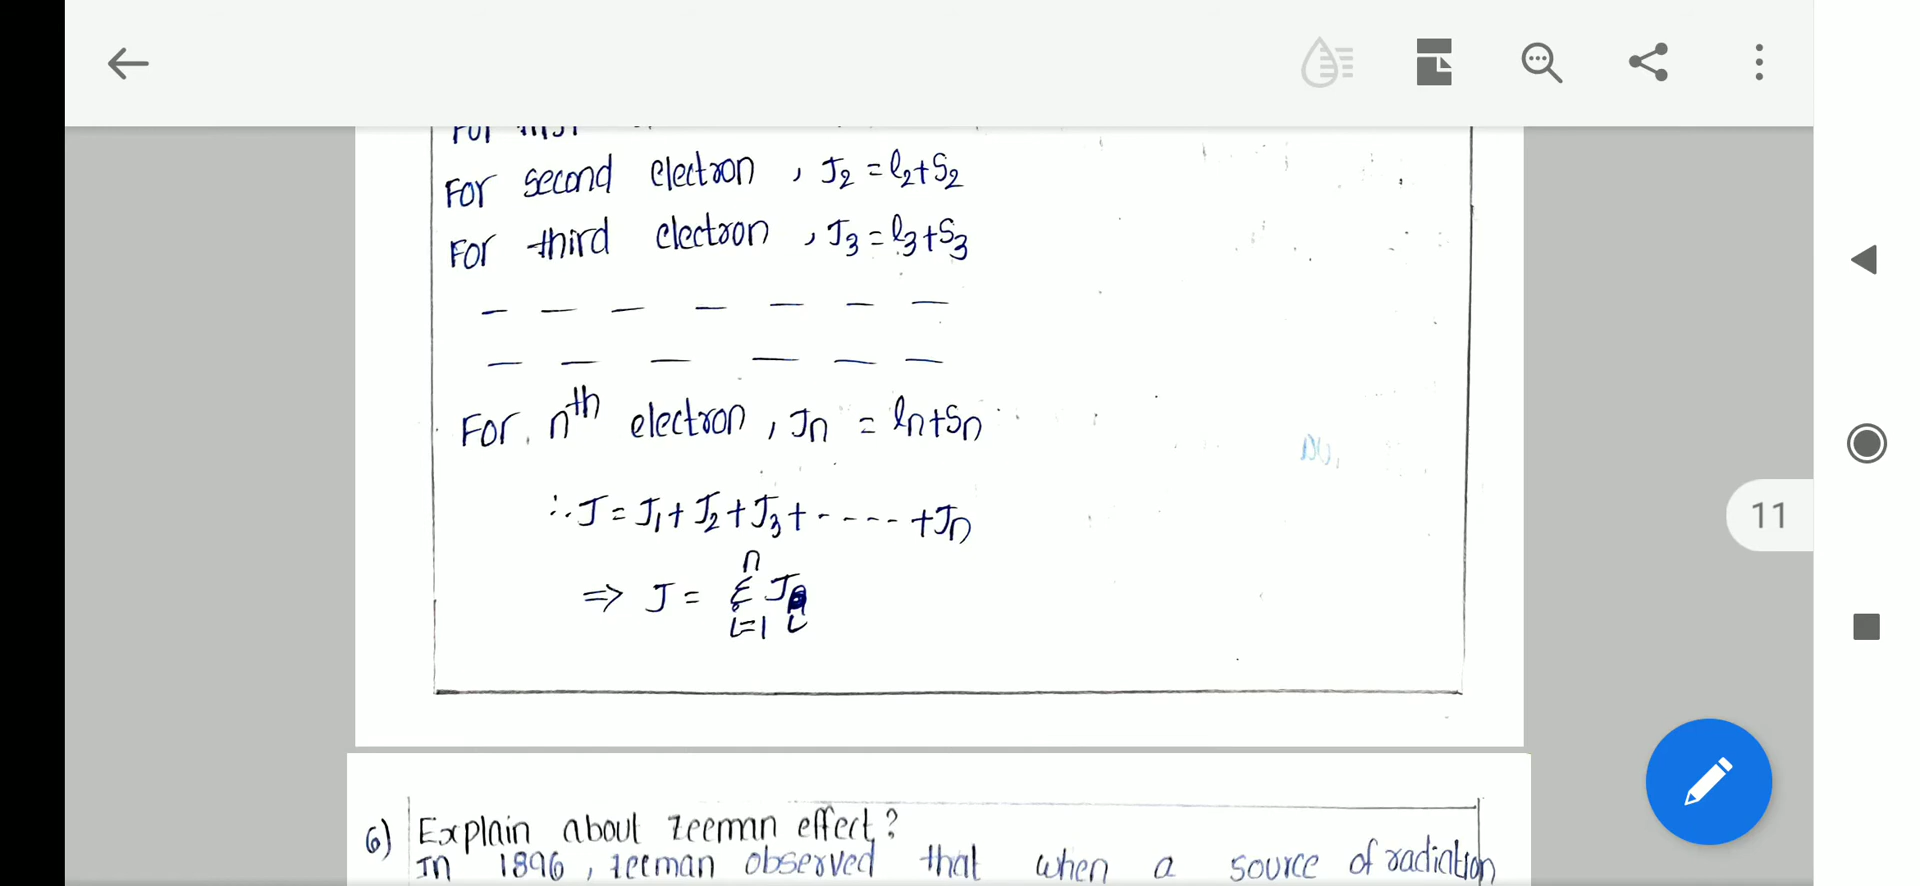 For second electron , J2 = l2+S2
For third electron , J3 = l3+S3
— — — — — — —
— — — — — —
For nth electron , Jn = ln+Sn
∴ J = J1 + J2 + J3 + - - - - - + Jn
n
⇒ J = Σ Ji
i=1
11
6) Explain about zeeman effect?
In 1896 , zeeman observed that when a source of radiation